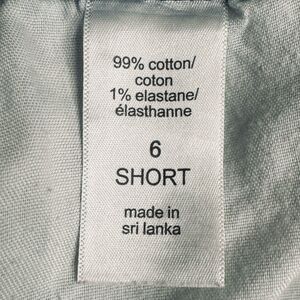 99% cotton/
coton
1% elastane/
élasthanne
6
SHORT
made in
sri lanka